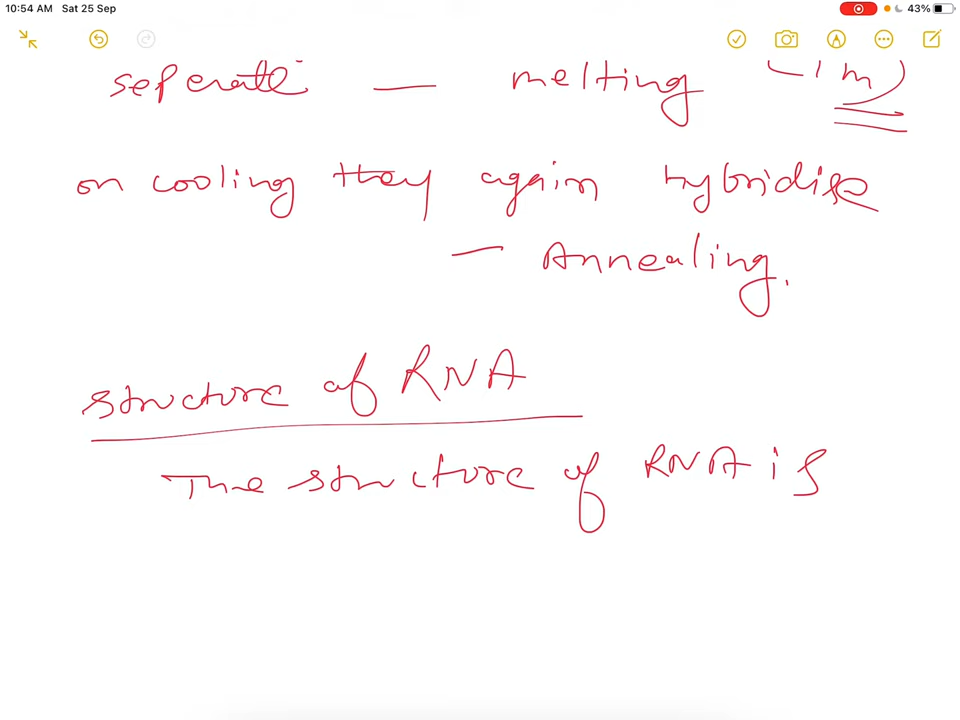 10:54 AM Sat 25 Sep 43%
seperate — melting (Tm)
on cooling they again hybridise
— Annealing.
structure of RNA
The structure of RNA is